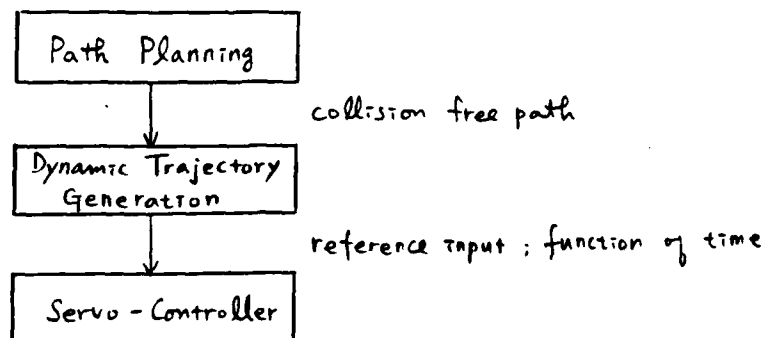 Path Planning
collision free path
Dynamic Trajectory
Generation
reference input ; function of time
Servo - Controller